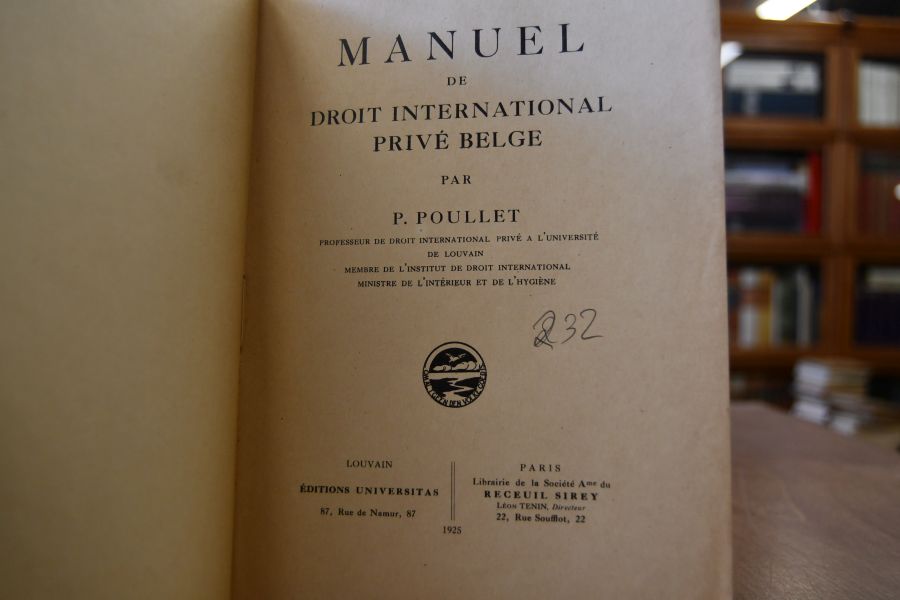 MANUEL
DE
DROIT INTERNATIONAL
PRIVÉ BELGE
PAR
P. POULLET
PROFESSEUR DE DROIT INTERNATIONAL PRIVÉ A L'UNIVERSITÉ
DE LOUVAIN
MEMBRE DE L'INSTITUT DE DROIT INTERNATIONAL
MINISTRE DE L'INTÉRIEUR ET DE L'HYGIÈNE
232
LOUVAIN
ÉDITIONS UNIVERSITAS
87, Rue de Namur, 87
PARIS
Librairie de la Société Ame du
RECEUIL SIREY
LÉON TENIN, Directeur
22, Rue Soufflot, 22
1925